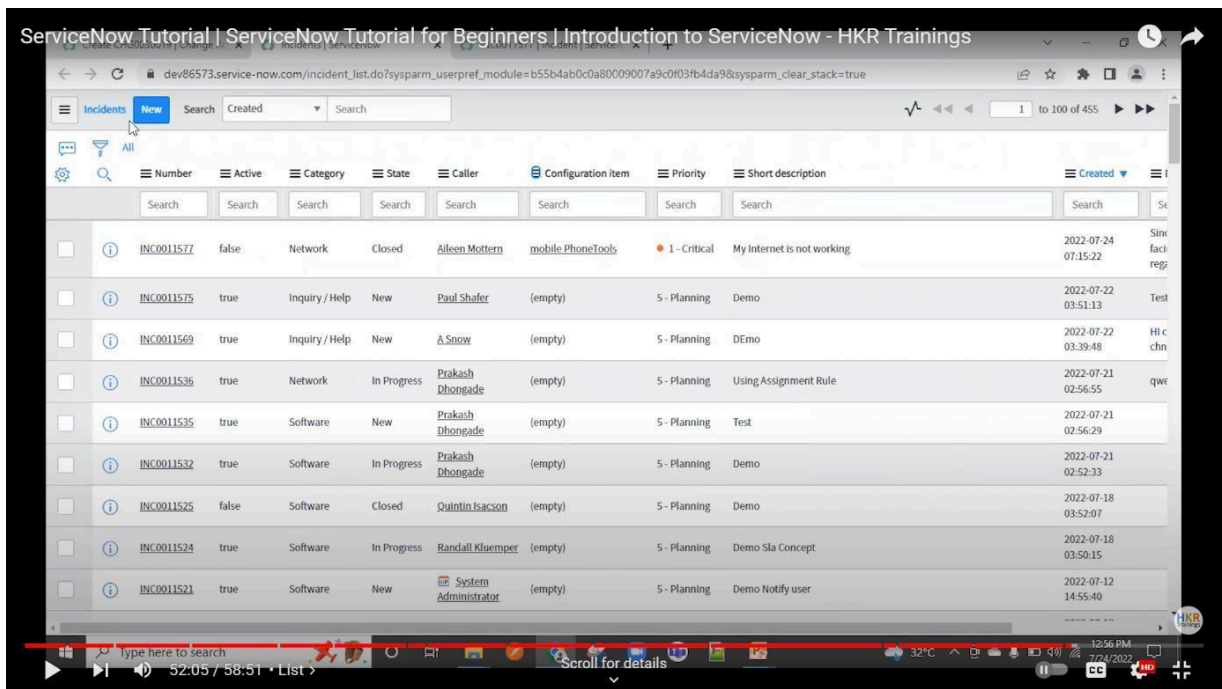 ServiceNow Tutorial | ServiceNow Tutorial for Beginners | Introduction to ServiceNow - HKR Trainings
dev86573.service-now.com/incident_list.do?sysparm_userpref_module=b55b4ab0c0a80009007a9c0f03fb4da9&sysparm_clear_stack=true
Incidents New Search Created Search 1 to 100 of 455
All
Number Active Category State Caller Configuration item Priority Short description Created
Search Search Search Search Search Search Search Search Search Se
INC0011577 false Network Closed Aileen Mottern mobile PhoneTools 1 - Critical My Internet is not working 2022-07-24 07:15:22
INC0011575 true Inquiry / Help New Paul Shafer (empty) 5 - Planning Demo 2022-07-22 03:51:13 Test
INC0011569 true Inquiry / Help New A Snow (empty) 5 - Planning DEmo 2022-07-22 03:39:48 HI c chn
INC0011536 true Network In Progress Prakash Dhongade (empty) 5 - Planning Using Assignment Rule 2022-07-21 02:56:55 qwe
INC0011535 true Software New Prakash Dhongade (empty) 5 - Planning Test 2022-07-21 02:56:29
INC0011532 true Software In Progress Prakash Dhongade (empty) 5 - Planning Demo 2022-07-21 02:52:33
INC0011525 false Software Closed Quintin Isacson (empty) 5 - Planning Demo 2022-07-18 03:52:07
INC0011524 true Software In Progress Randall Kluemper (empty) 5 - Planning Demo Sla Concept 2022-07-18 03:50:15
INC0011521 true Software New System Administrator (empty) 5 - Planning Demo Notify user 2022-07-12 14:55:40
HKR Trainings
Type here to search 32°C 12:56 PM
7/24/2022
52:05 / 58:51 • List Scroll for details CC HD